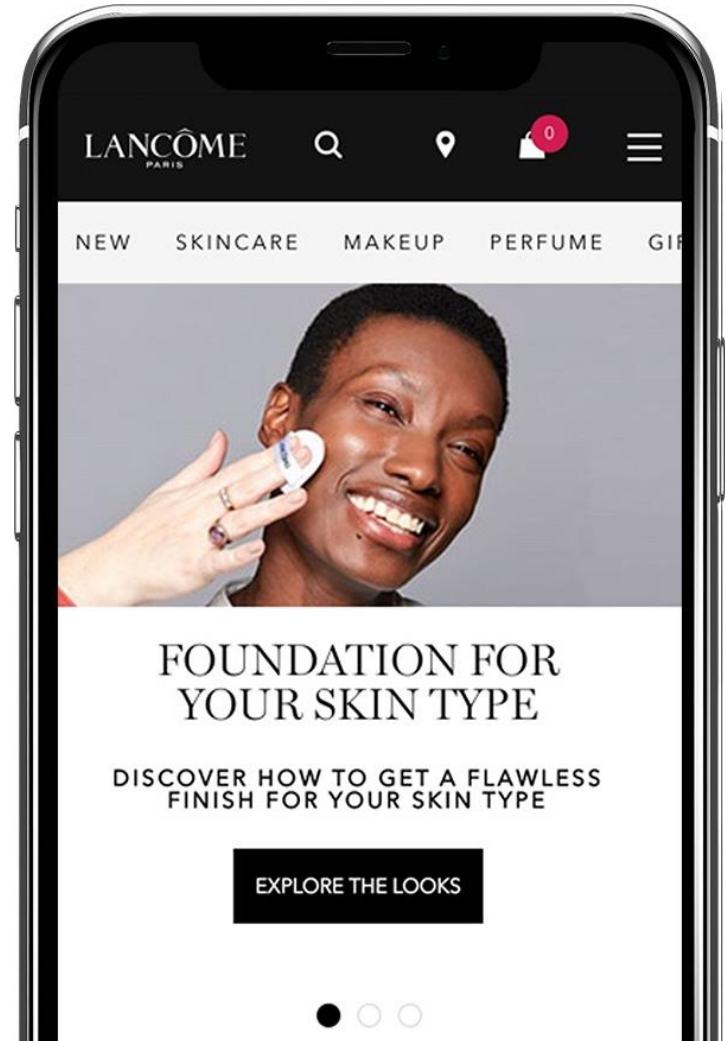 LANCÔME
PARIS
0
NEW SKINCARE MAKEUP PERFUME GIF
FOUNDATION FOR
YOUR SKIN TYPE
DISCOVER HOW TO GET A FLAWLESS
FINISH FOR YOUR SKIN TYPE
EXPLORE THE LOOKS